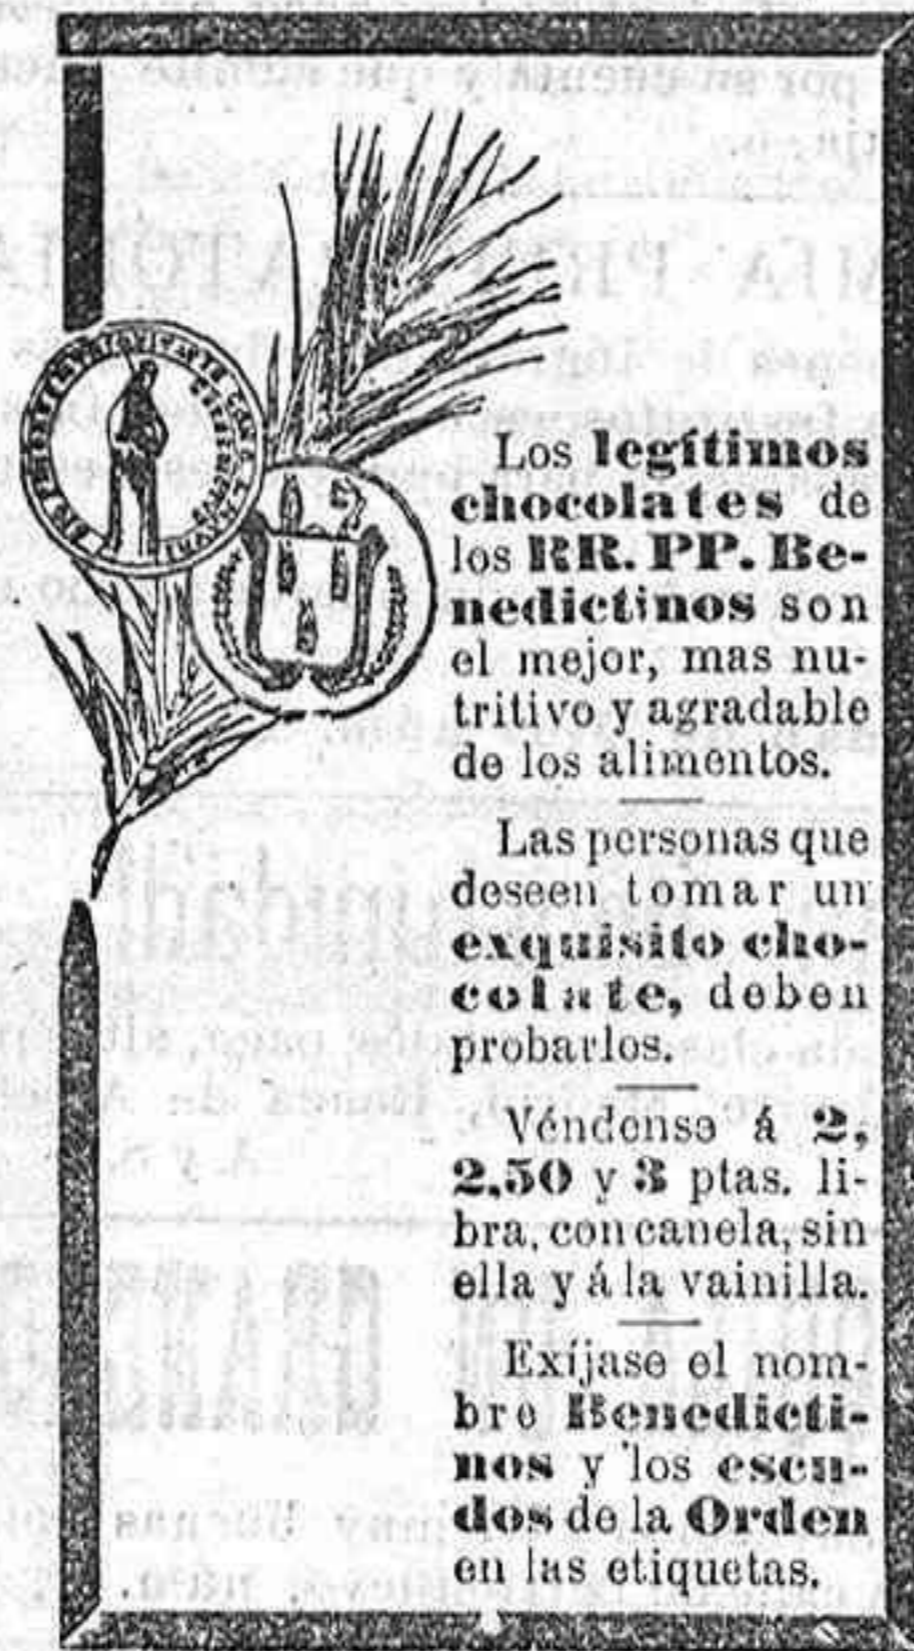 Los legítimos
chocolates de
los RR. PP. Be-
nedictinos son
el mejor, mas nu-
tritivo y agradable
de los alimentos.
Las personas que
deseen tomar un
exquisito cho-
colate, deben
probarlos.
Véndense á 2,
2.50 y 3 ptas. li-
bra, con canela, sin
ella y á la vainilla.
Exíjase el nom-
bre Benedicti-
nos y los escu-
dos de la Orden
en las etiquetas.